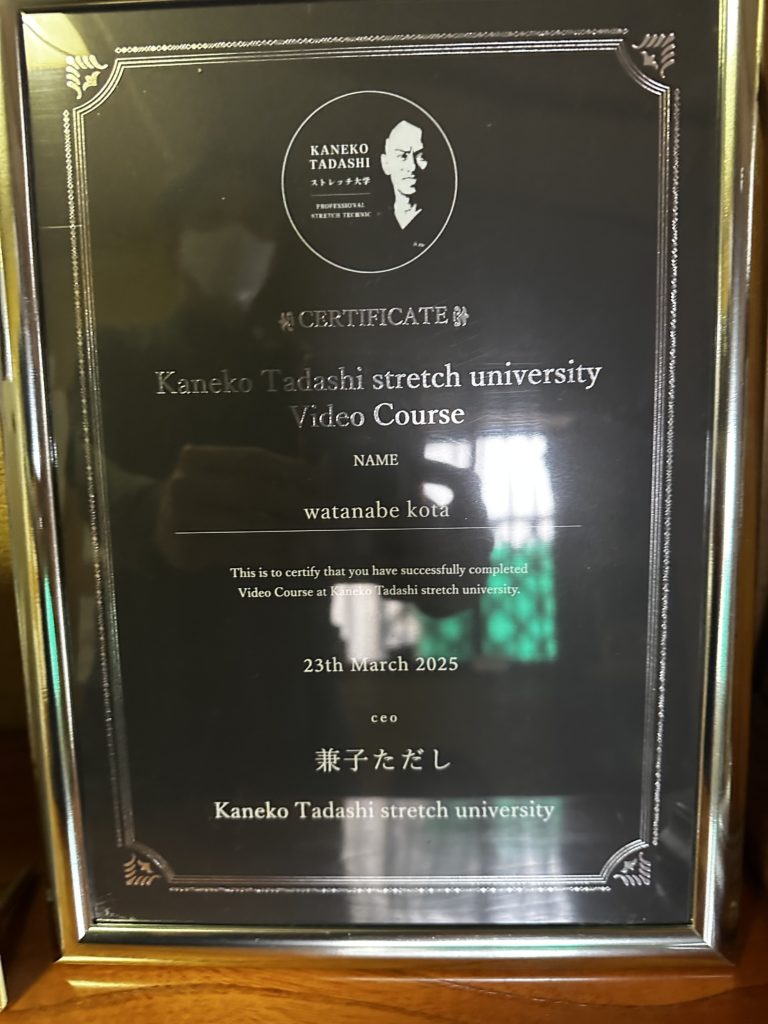 KANEKO
TADASHI
ストレッチ大学
PROFESSIONAL
STRETCH TECHNIC
CERTIFICATE
Kaneko Tadashi stretch university
Video Course
NAME
watanabe kota
This is to certify that you have successfully completed
Video Course at Kaneko Tadashi stretch university.
23th March 2025
ceo
兼子ただし
Kaneko Tadashi stretch university